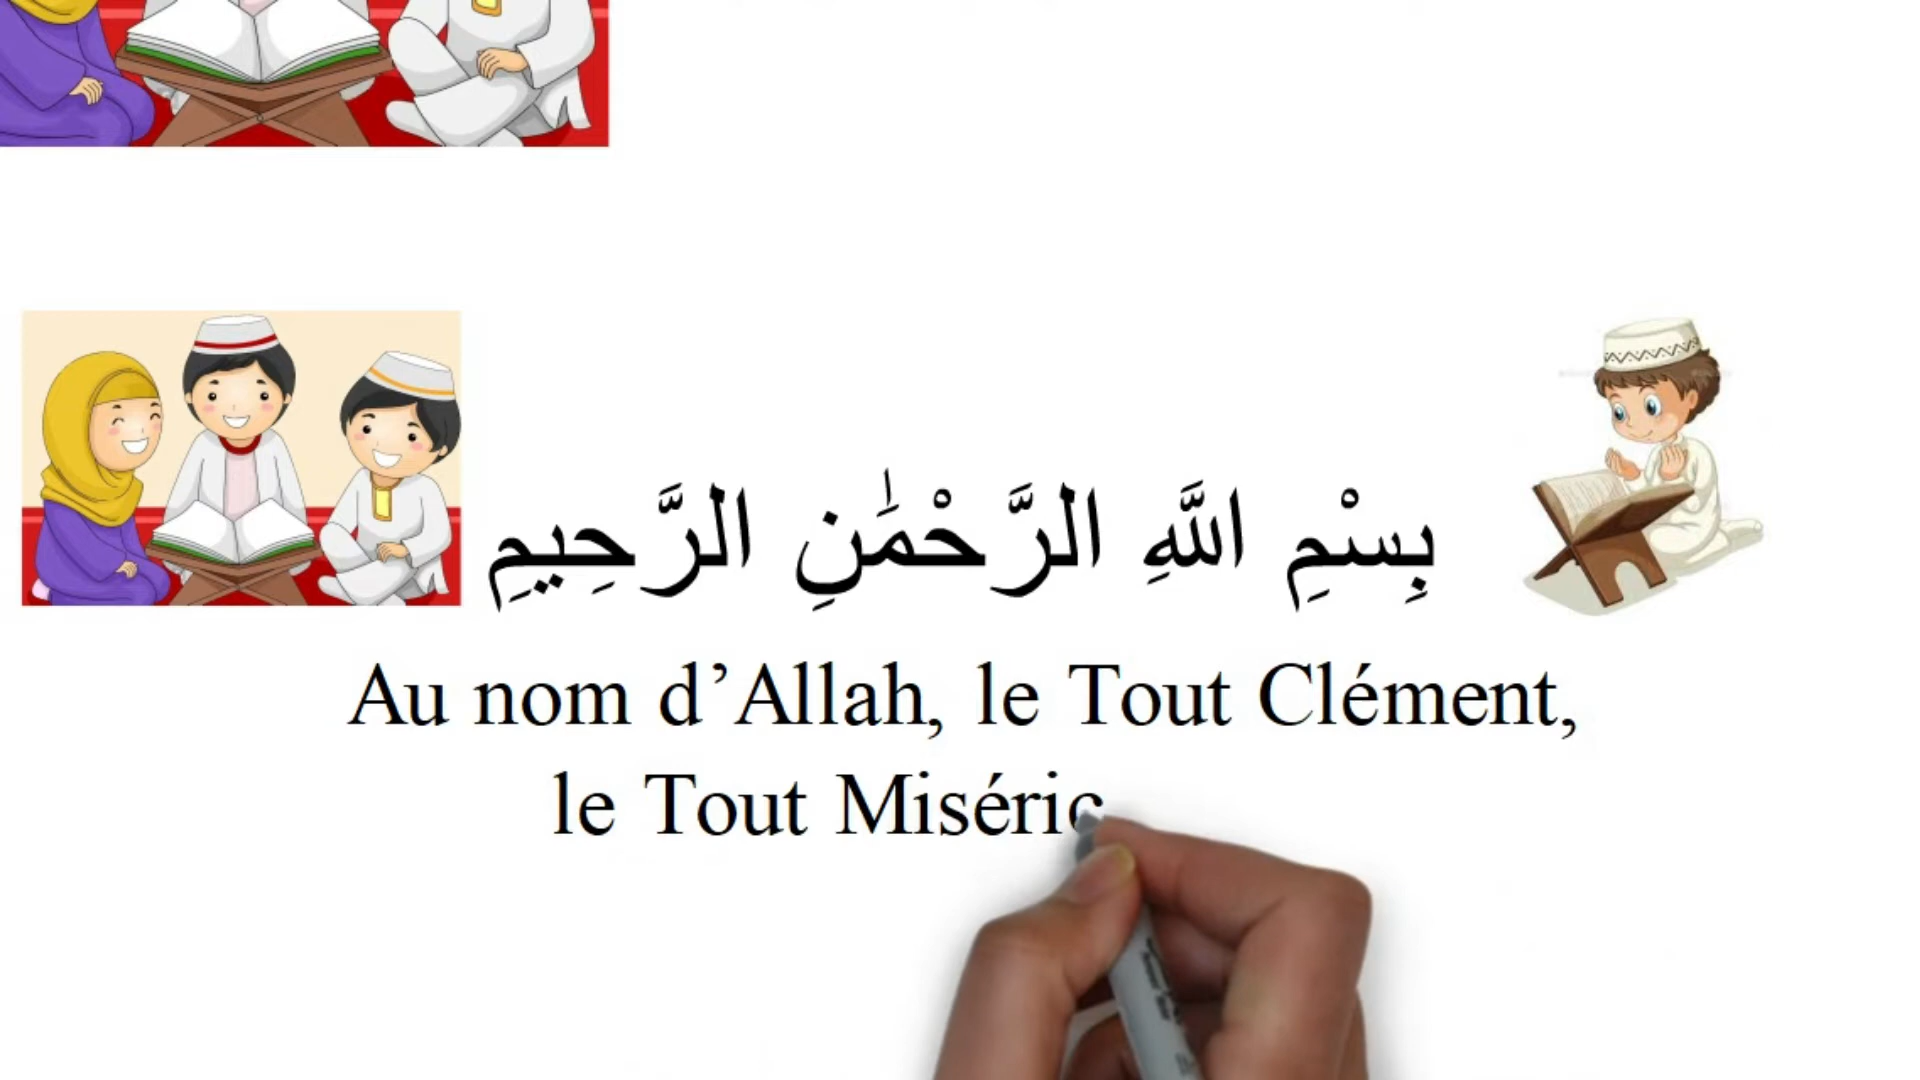 بِسْمِ اللَّهِ الرَّحْمَٰنِ الرَّحِيمِ
Au nom d’Allah, le Tout Clément,
le Tout Miséric